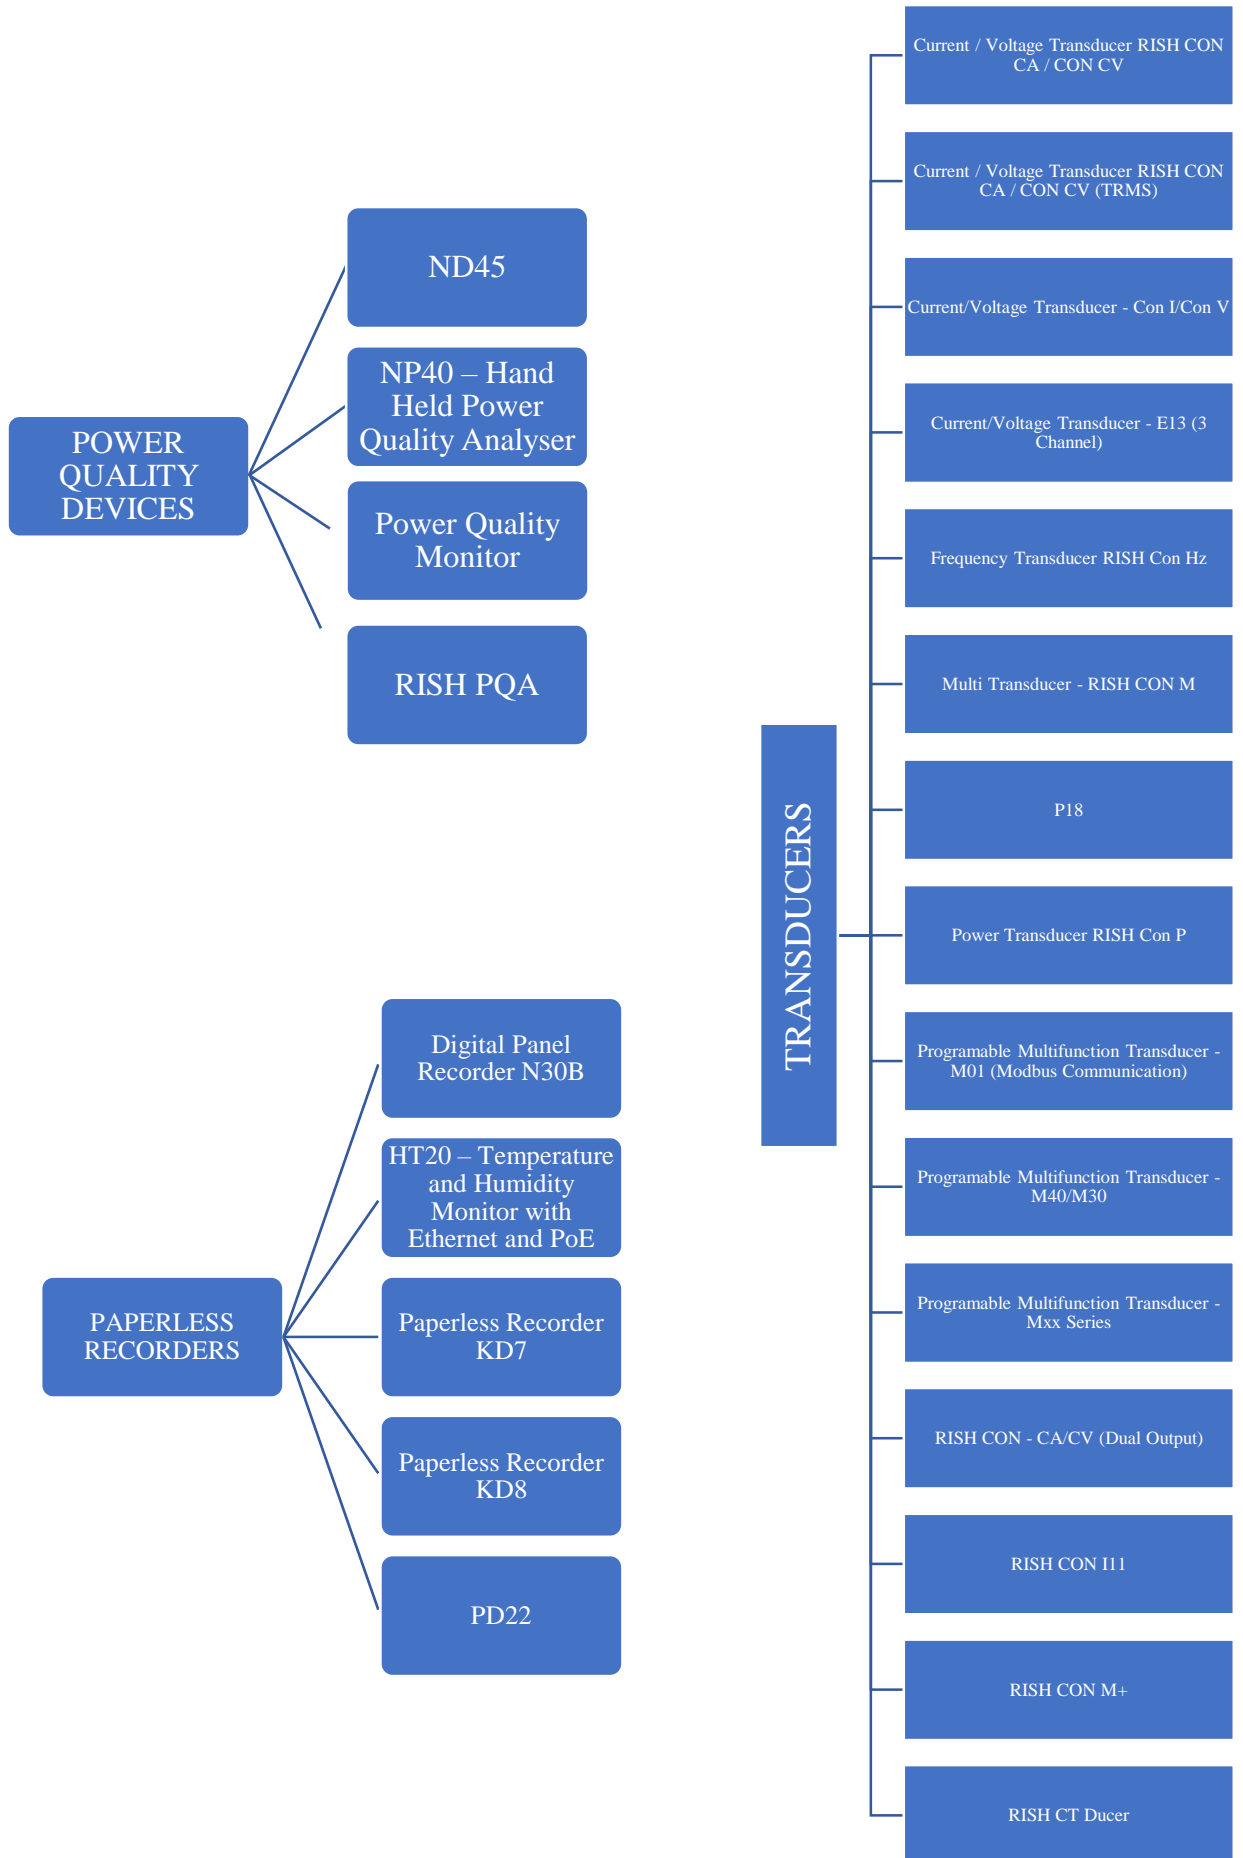 POWER
QUALITY
DEVICES
ND45
NP40 – Hand
Held Power
Quality Analyser
Power Quality
Monitor
RISH PQA
PAPERLESS
RECORDERS
Digital Panel
Recorder N30B
HT20 – Temperature
and Humidity
Monitor with
Ethernet and PoE
Paperless Recorder
KD7
Paperless Recorder
KD8
PD22
TRANSDUCERS
Current / Voltage Transducer RISH CON
CA / CON CV
Current / Voltage Transducer RISH CON
CA / CON CV (TRMS)
Current/Voltage Transducer - Con I/Con V
Current/Voltage Transducer - E13 (3
Channel)
Frequency Transducer RISH Con Hz
Multi Transducer - RISH CON M
P18
Power Transducer RISH Con P
Programable Multifunction Transducer -
M01 (Modbus Communication)
Programable Multifunction Transducer -
M40/M30
Programable Multifunction Transducer -
Mxx Series
RISH CON - CA/CV (Dual Output)
RISH CON I11
RISH CON M+
RISH CT Ducer